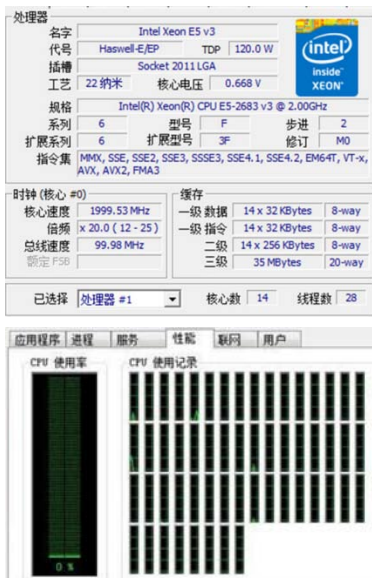 处理器
名字 Intel Xeon E5 v3
代号 Haswell-E/EP TDP 120.0 W
插槽 Socket 2011 LGA
工艺 22 纳米 核心电压 0.668 V
(intel) inside™ XEON®
规格 Intel(R) Xeon(R) CPU E5-2683 v3 @ 2.00GHz
系列 6 型号 F 步进 2
扩展系列 6 扩展型号 3F 修订 M0
指令集 MMX, SSE, SSE2, SSE3, SSSE3, SSE4.1, SSE4.2, EM64T, VT-x,
AVX, AVX2, FMA3
时钟 (核心 #0) 缓存
核心速度 1999.53 MHz 一级 数据 14 x 32 KBytes 8-way
倍频 x 20.0 ( 12 - 25 ) 一级 指令 14 x 32 KBytes 8-way
总线速度 99.98 MHz 二级 14 x 256 KBytes 8-way
额定 FSB 三级 35 MBytes 20-way
已选择 处理器 #1 核心数 14 线程数 28
应用程序 进程 服务 性能 联网 用户
CPU 使用率 CPU 使用记录
0 %